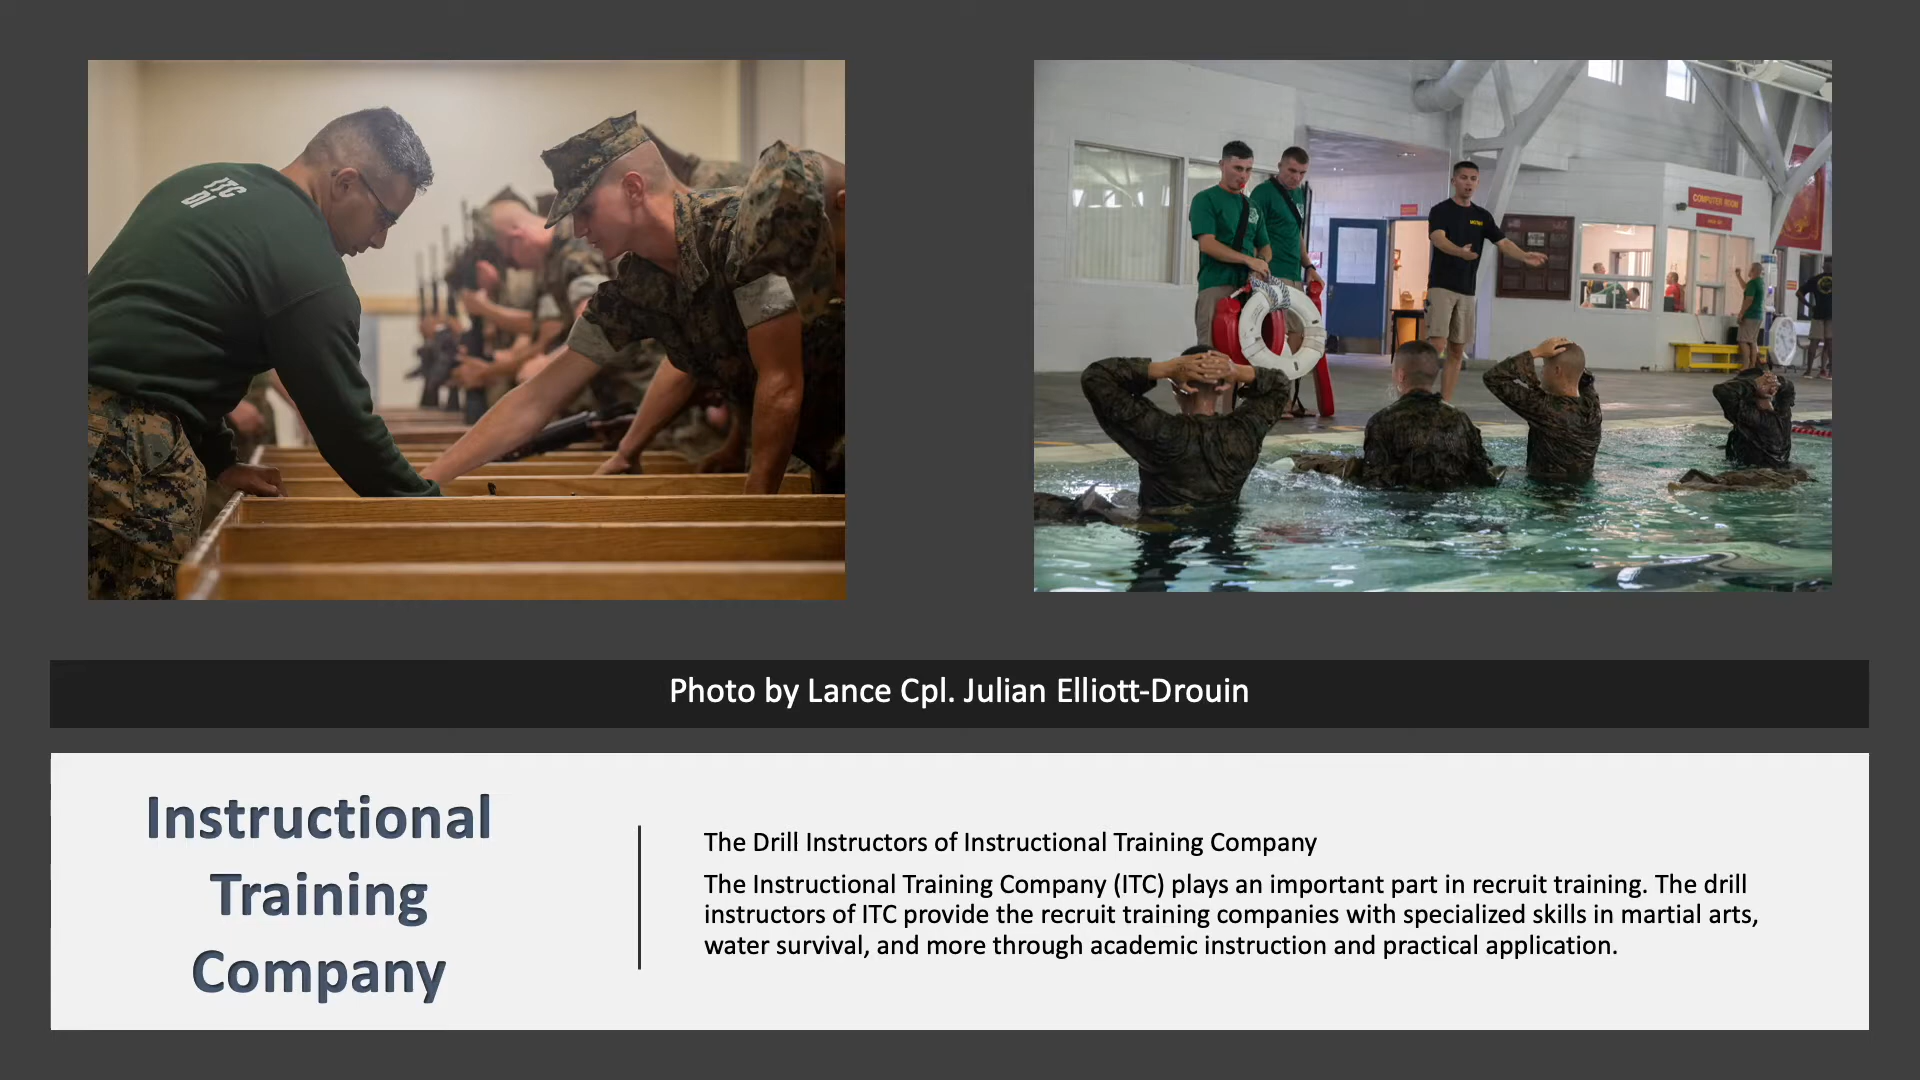 ITC
DI
COMPUTER ROOM
Photo by Lance Cpl. Julian Elliott-Drouin
Instructional
Training
Company
The Drill Instructors of Instructional Training Company
The Instructional Training Company (ITC) plays an important part in recruit training. The drill
instructors of ITC provide the recruit training companies with specialized skills in martial arts,
water survival, and more through academic instruction and practical application.